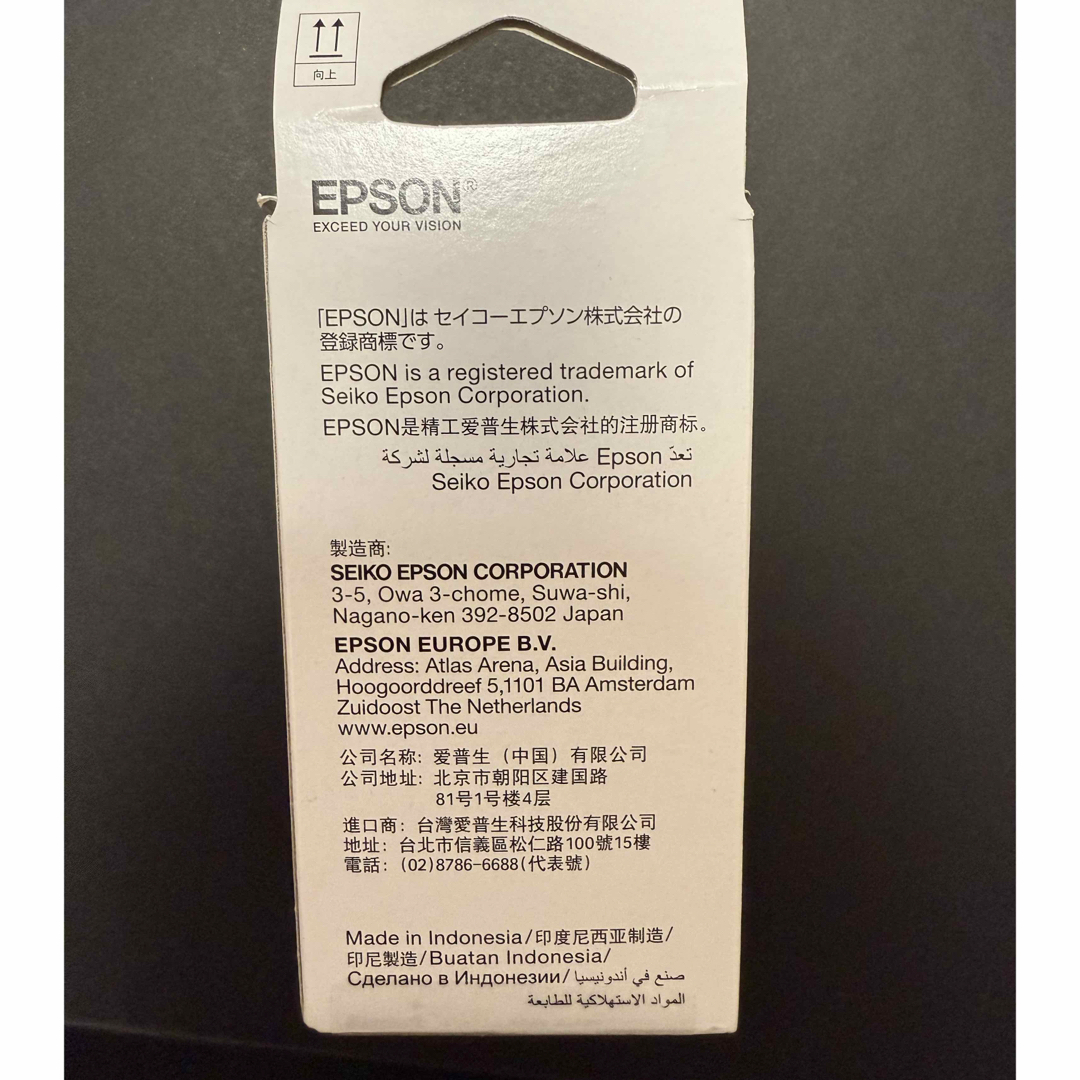 向上
EPSON®
EXCEED YOUR VISION
「EPSON」は セイコーエプソン株式会社の
登録商標です。
EPSON is a registered trademark of
Seiko Epson Corporation.
EPSON是精工爱普生株式会社的注册商标。
تعدّ Epson علامة تجارية مسجلة لشركة
Seiko Epson Corporation
製造商:
SEIKO EPSON CORPORATION
3-5, Owa 3-chome, Suwa-shi,
Nagano-ken 392-8502 Japan
EPSON EUROPE B.V.
Address: Atlas Arena, Asia Building,
Hoogoorddreef 5,1101 BA Amsterdam
Zuidoost The Netherlands
www.epson.eu
公司名称: 爱普生（中国）有限公司
公司地址: 北京市朝阳区建国路
81号1号楼4层
進口商: 台灣愛普生科技股份有限公司
地址: 台北市信義區松仁路100號15樓
電話: (02)8786-6688(代表號)
Made in Indonesia/印度尼西亚制造/
印尼製造/Buatan Indonesia/
Сделано в Индонезии/ صنع في أندونيسيا
المواد الاستهلاكية للطابعة